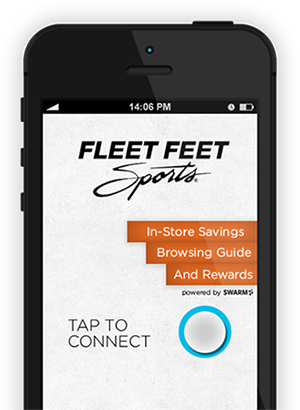 14:06 PM
FLEET FEET
Sports®
In-Store Savings
Browsing Guide
And Rewards
powered by SWARM
TAP TO
CONNECT